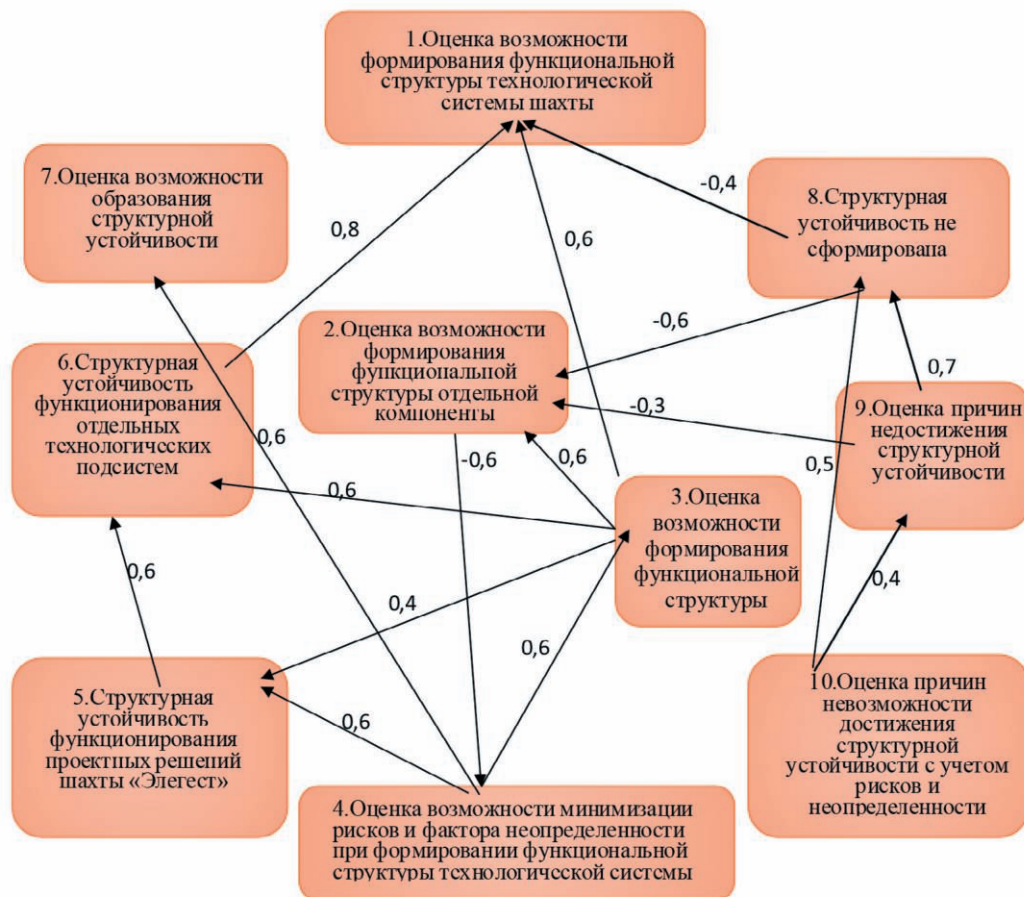 1.Оценка возможности
формирования функциональной
структуры технологической
системы шахты
7.Оценка возможности
образования
структурной
устойчивости
8.Структурная
устойчивость не
сформирована
-0,4
0,8
0,6
2.Оценка возможности
формирования
функциональной
структуры отдельной
компоненты
-0,6
6.Структурная
устойчивость
функционирования
отдельных
технологических
подсистем
0,7
9.Оценка причин
недостижения
структурной
устойчивости
-0,3
0,6
-0,6
0,6
0,6
0,5
3.Оценка
возможности
формирования
функциональной
структуры
0,6
0,4
0,4
0,6
5.Структурная
устойчивость
функционирования
проектных решений
шахты «Элегест»
0,6
10.Оценка причин
невозможности
достижения
структурной
устойчивости с учетом
рисков и
неопределенности
4.Оценка возможности минимизации
рисков и фактора неопределенности
при формировании функциональной
структуры технологической системы